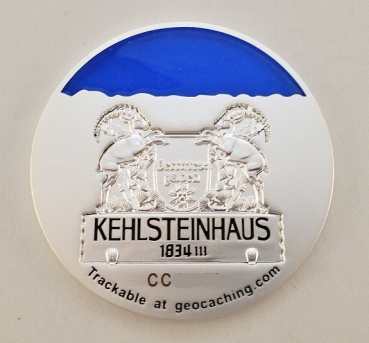 KEHLSTEINHAUS
1834 m
CC
Trackable at geocaching.com